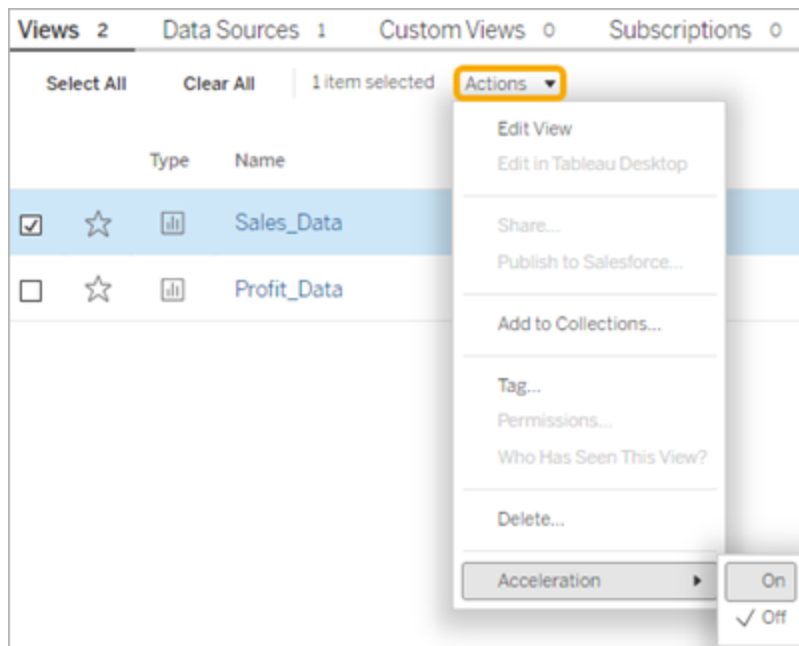 Views 2 Data Sources 1 Custom Views 0 Subscriptions 0
Select All Clear All 1 item selected Actions
Type Name
Sales_Data
Profit_Data
Edit View
Edit in Tableau Desktop
Share...
Publish to Salesforce...
Add to Collections...
Tag...
Permissions...
Who Has Seen This View?
Delete...
Acceleration
On
Off